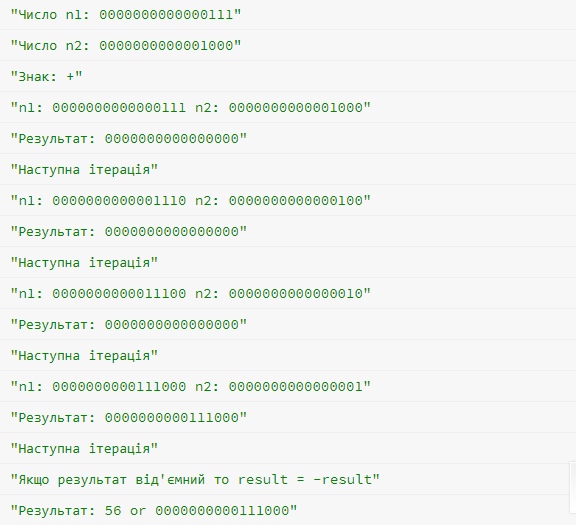 "Число n1: 0000000000000111"
"Число n2: 0000000000001000"
"Знак: +"
"n1: 0000000000000111 n2: 0000000000001000"
"Результат: 0000000000000000"
"Наступна ітерація"
"n1: 0000000000001110 n2: 0000000000000100"
"Результат: 0000000000000000"
"Наступна ітерація"
"n1: 0000000000011100 n2: 0000000000000010"
"Результат: 0000000000000000"
"Наступна ітерація"
"n1: 0000000000111000 n2: 0000000000000001"
"Результат: 0000000000111000"
"Наступна ітерація"
"Якщо результат від'ємний то result = -result"
"Результат: 56 or 0000000000111000"